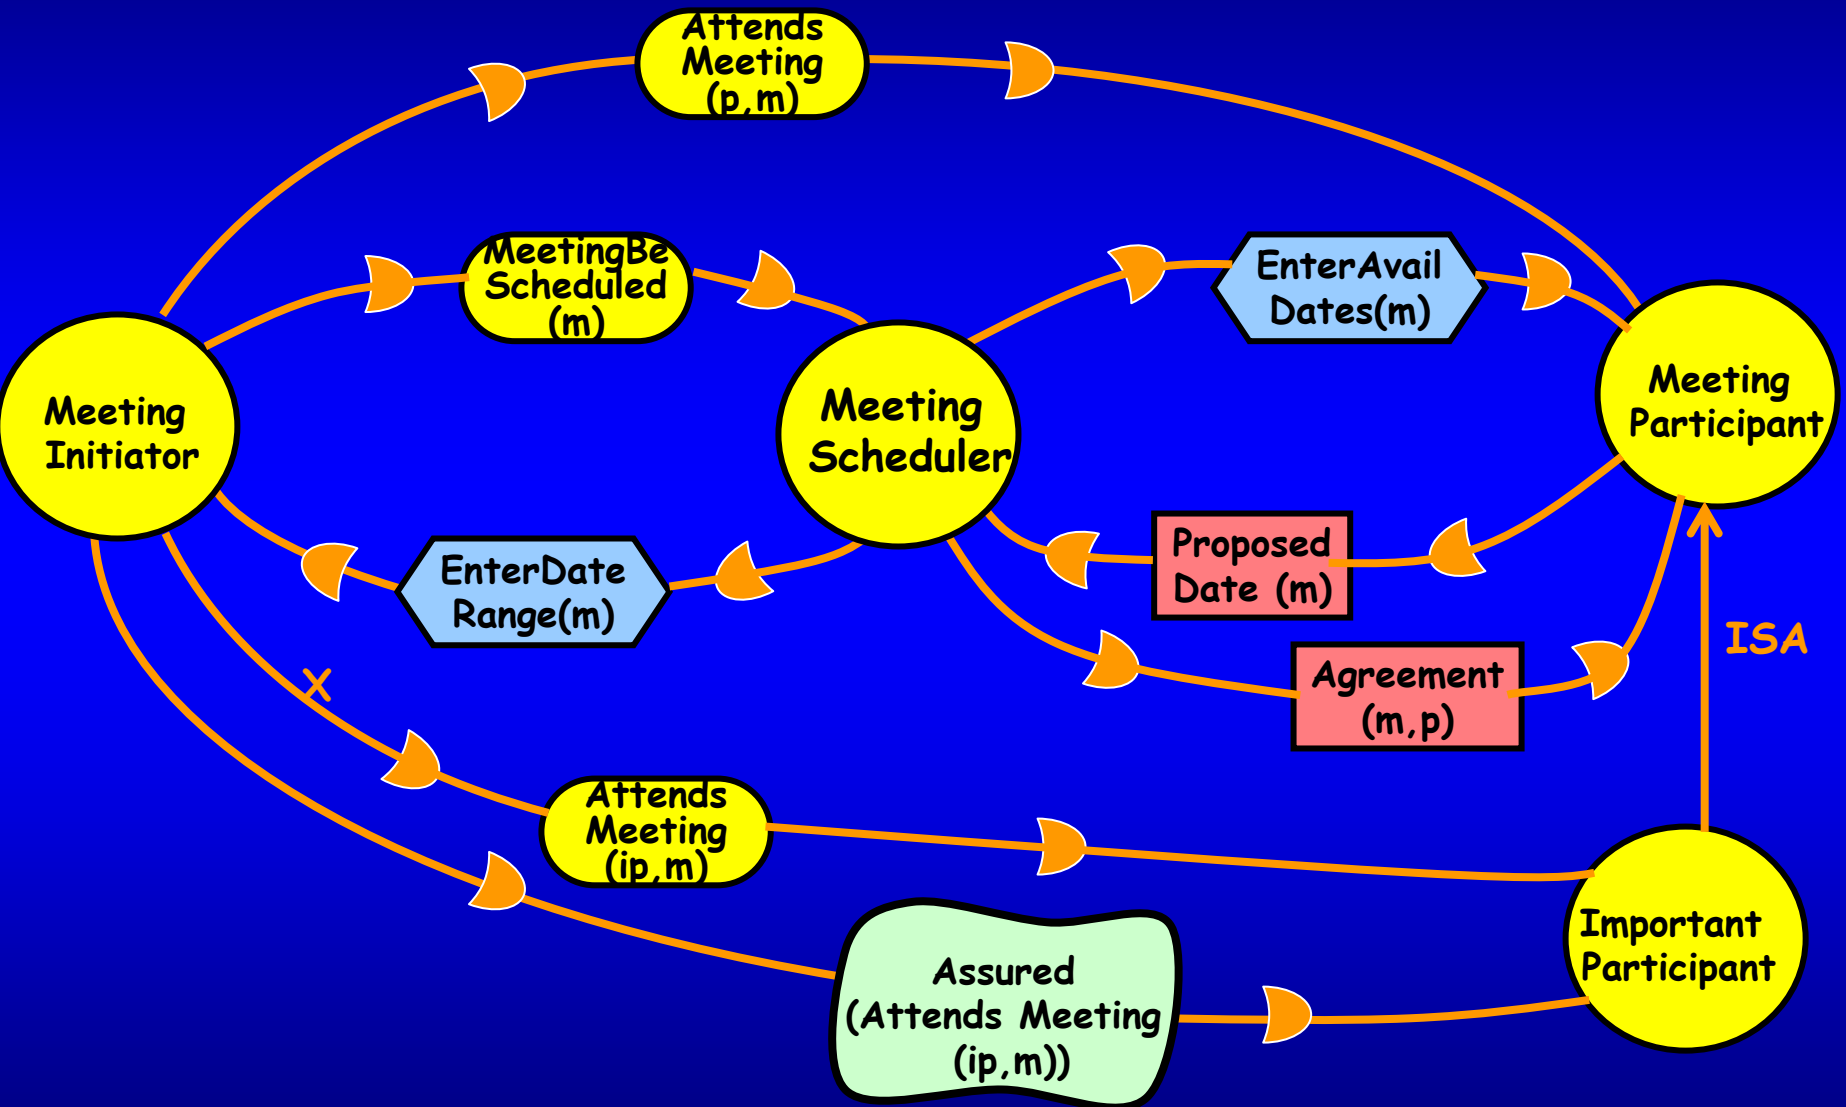 Attends
Meeting
(p,m)
MeetingBe
Scheduled
(m)
EnterAvail
Dates(m)
Meeting
Initiator
Meeting
Scheduler
Meeting
Participant
EnterDate
Range(m)
Proposed
Date (m)
Agreement
(m,p)
ISA
X
Attends
Meeting
(ip,m)
Important
Participant
Assured
(Attends Meeting
(ip,m))